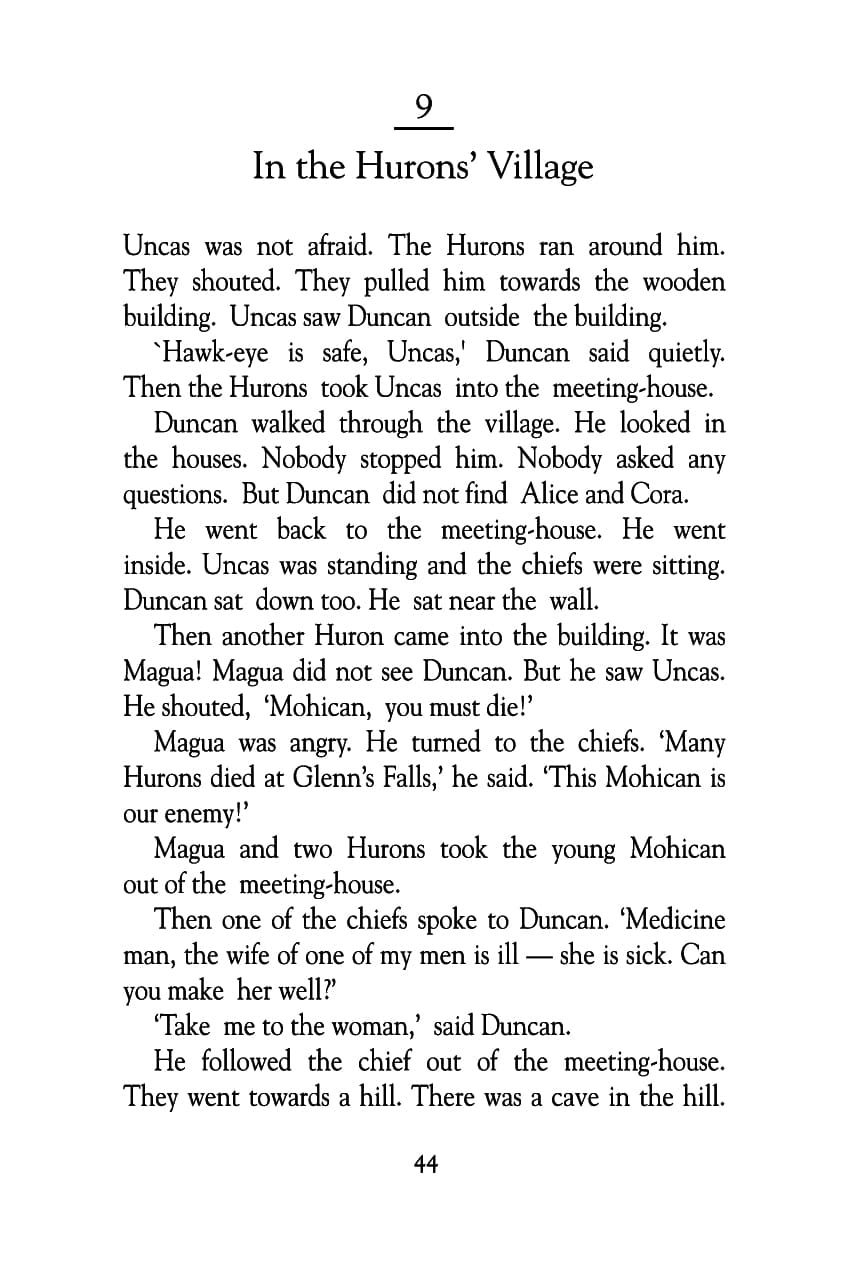 9
In the Hurons’ Village
Uncas was not afraid. The Hurons ran around him.
They shouted. They pulled him towards the wooden
building. Uncas saw Duncan outside the building.
`Hawk-eye is safe, Uncas,' Duncan said quietly.
Then the Hurons took Uncas into the meeting-house.
Duncan walked through the village. He looked in
the houses. Nobody stopped him. Nobody asked any
questions. But Duncan did not find Alice and Cora.
He went back to the meeting-house. He went
inside. Uncas was standing and the chiefs were sitting.
Duncan sat down too. He sat near the wall.
Then another Huron came into the building. It was
Magua! Magua did not see Duncan. But he saw Uncas.
He shouted, ‘Mohican, you must die!’
Magua was angry. He turned to the chiefs. ‘Many
Hurons died at Glenn’s Falls,’ he said. ‘This Mohican is
our enemy!’
Magua and two Hurons took the young Mohican
out of the meeting-house.
Then one of the chiefs spoke to Duncan. ‘Medicine
man, the wife of one of my men is ill — she is sick. Can
you make her well?’
‘Take me to the woman,’ said Duncan.
He followed the chief out of the meeting-house.
They went towards a hill. There was a cave in the hill.
44